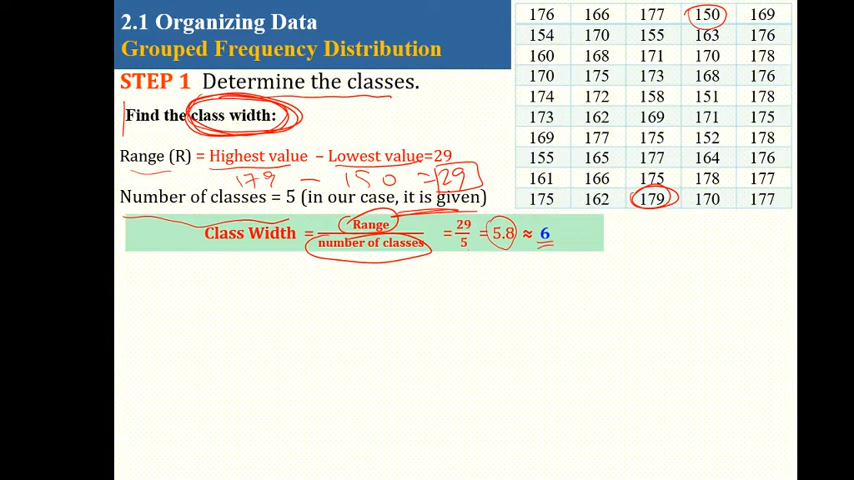 2.1 Organizing Data
Grouped Frequency Distribution
STEP 1 Determine the classes.
Find the class width:
Range (R) = Highest value – Lowest value=29
179 – 150 = 29
Number of classes = 5 (in our case, it is given)
Class Width = Range / number of classes = 29/5 = 5.8 ≈ 6
176 166 177 150 169
154 170 155 163 176
160 168 171 170 178
170 175 173 168 176
174 172 158 151 178
173 162 169 171 175
169 177 175 152 178
155 165 177 164 176
161 166 175 178 177
175 162 179 170 177